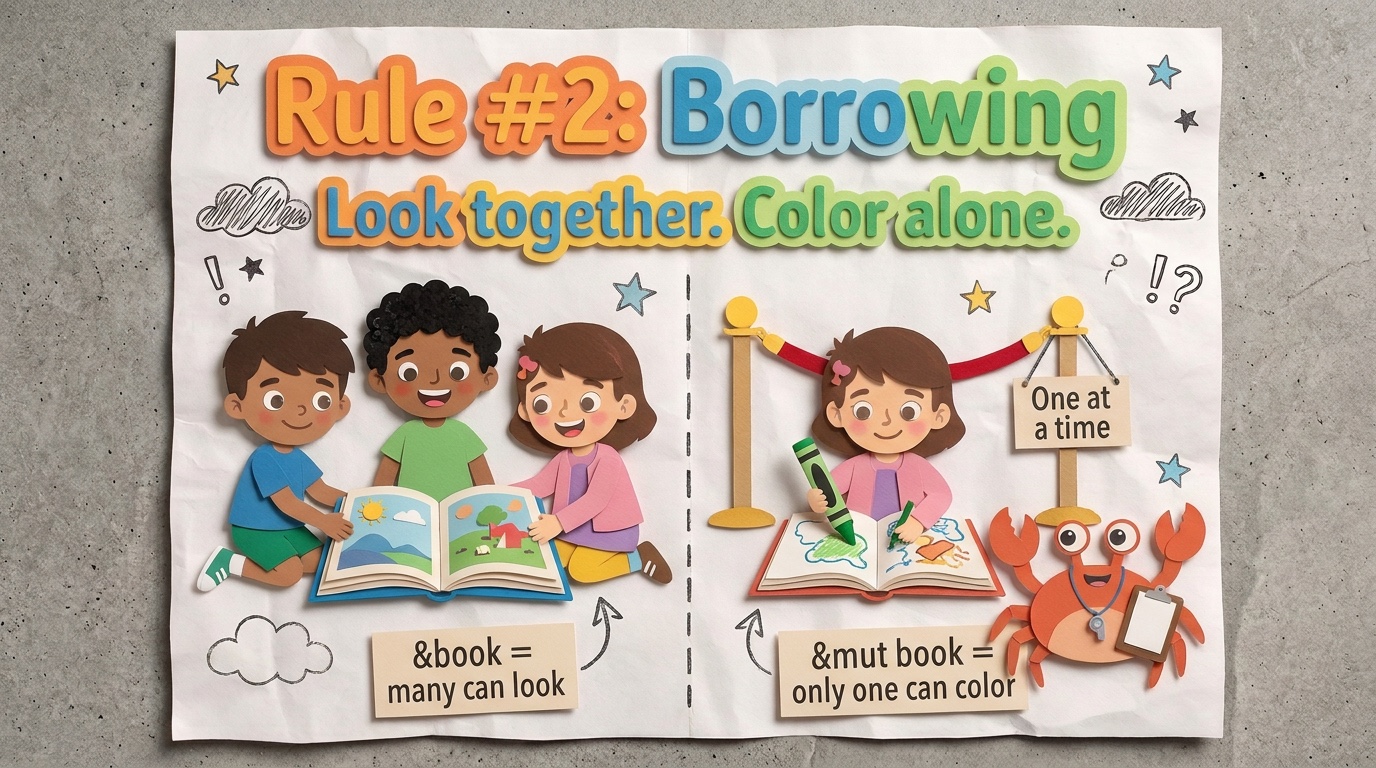 Rule #2: Borrowing
Look together. Color alone.
!
!?
One at
a time
&book =
many can look
&mut book =
only one can color